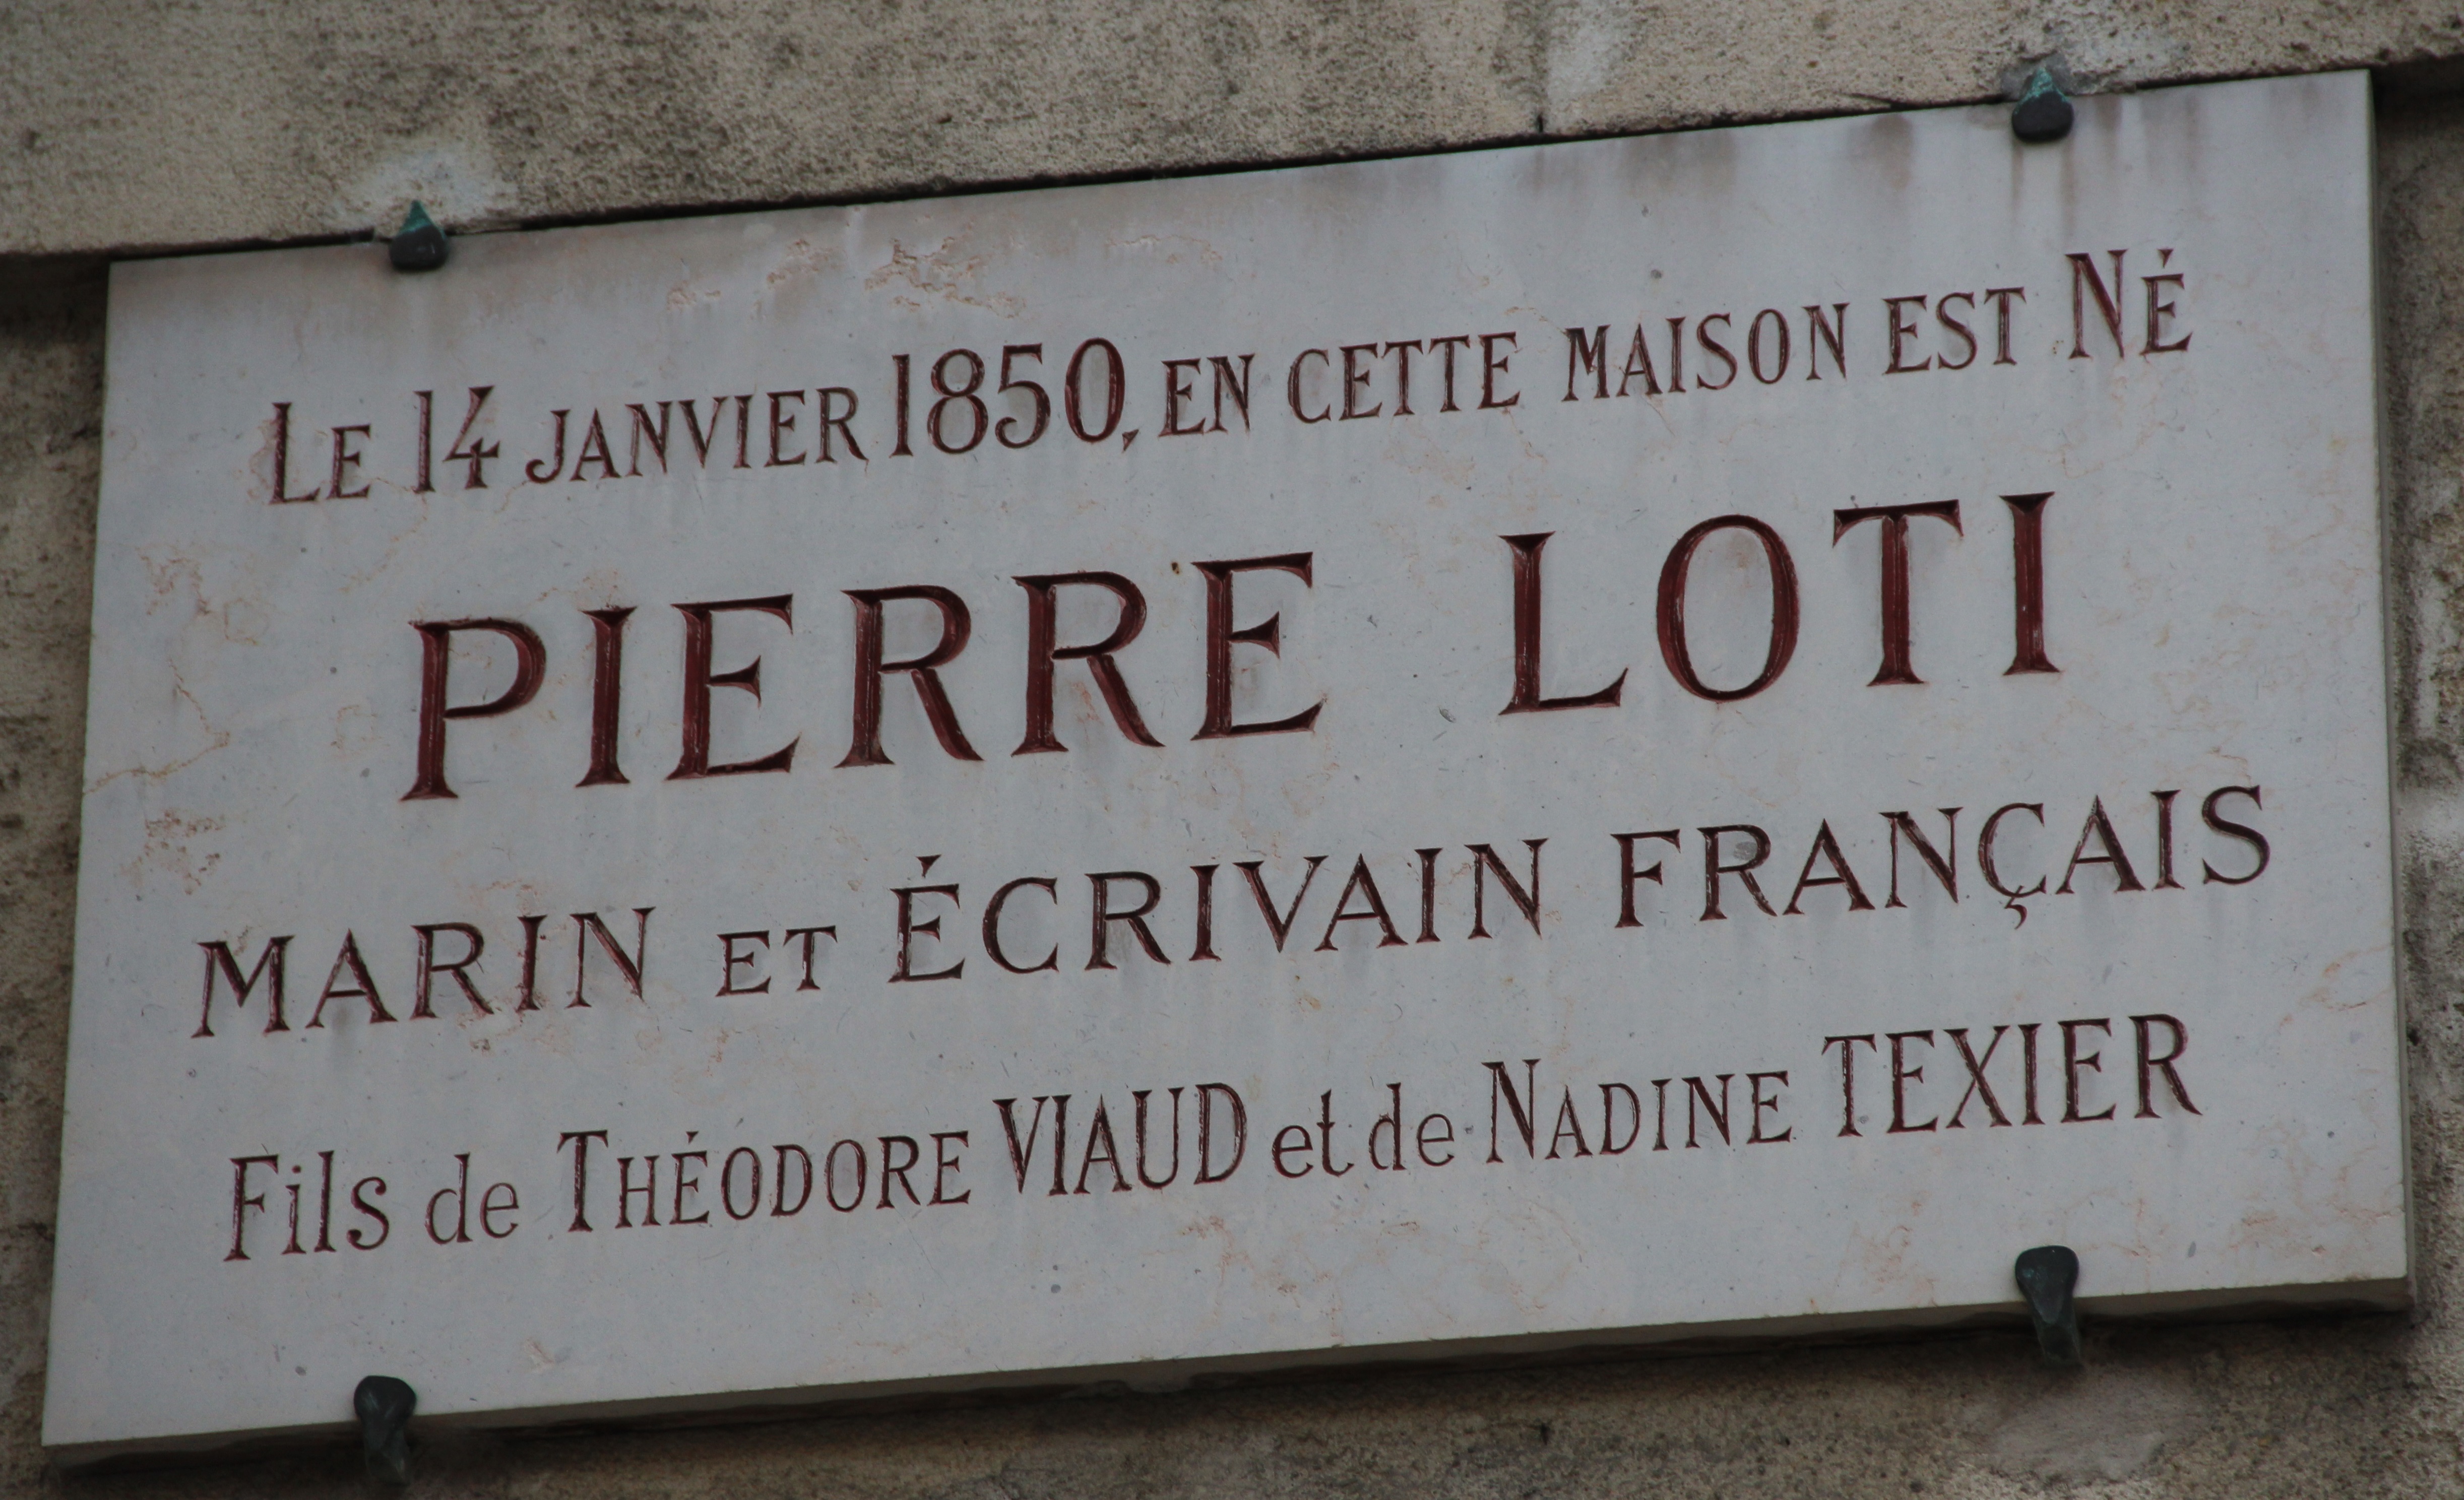 LE 14 JANVIER 1850, EN CETTE MAISON EST NÉ
PIERRE LOTI
MARIN ET ÉCRIVAIN FRANÇAIS
Fils de THÉODORE VIAUD et de NADINE TEXIER